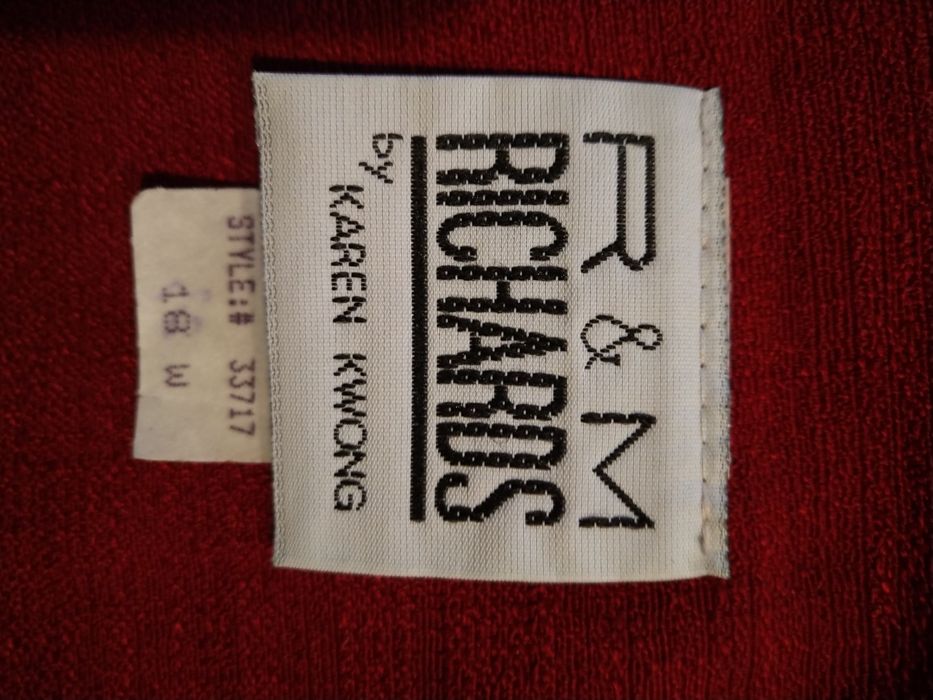 R & M
RICHARDS
by KAREN KWONG
STYLE:# 33717
18 W